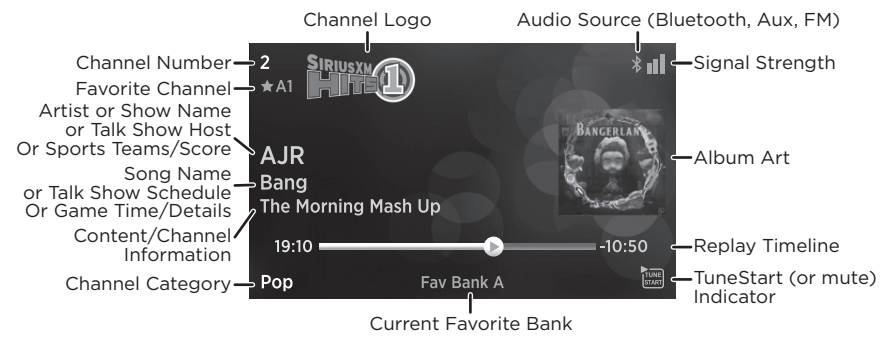 Channel Logo
Audio Source (Bluetooth, Aux, FM)
Channel Number
2
SIRIUSXM
HITS 1
Signal Strength
Favorite Channel
★A1
Artist or Show Name
or Talk Show Host
Or Sports Teams/Score
AJR
BANGERLAN
Album Art
Song Name
or Talk Show Schedule
Or Game Time/Details
Bang
The Morning Mash Up
Content/Channel
Information
19:10
-10:50
Replay Timeline
Channel Category
Pop
Fav Bank A
TUNE
START
TuneStart (or mute)
Indicator
Current Favorite Bank